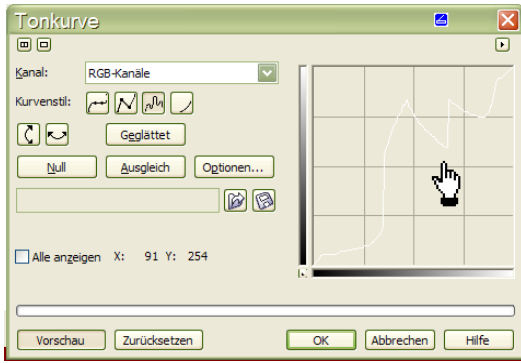 Tonkurve
Kanal: RGB-Kanäle
Kurvenstil:
Geglättet
Null Ausgleich Optionen...
Alle anzeigen X: 91 Y: 254
Vorschau Zurücksetzen OK Abbrechen Hilfe